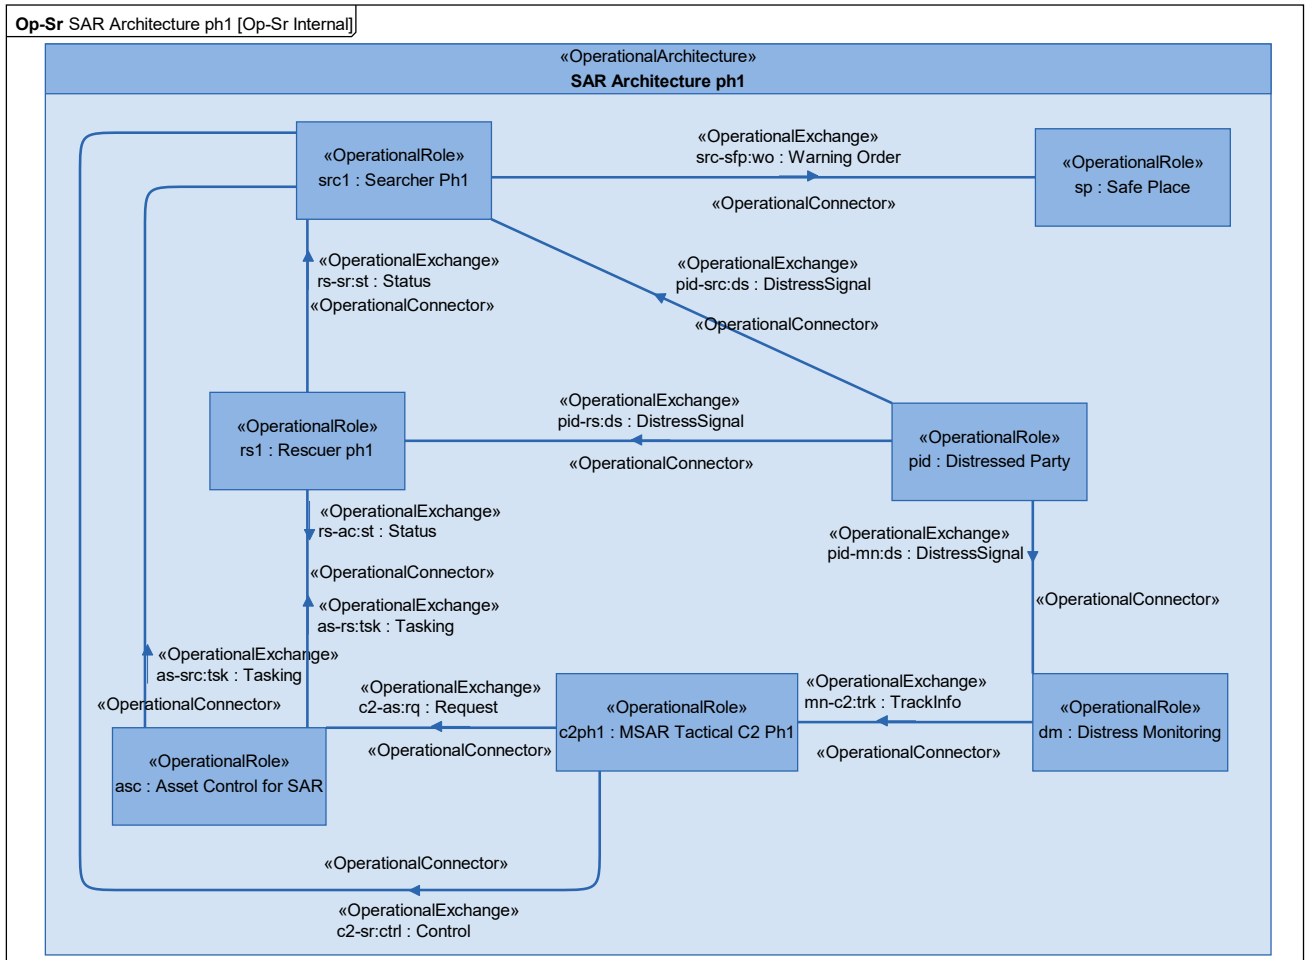 Op-Sr SAR Architecture ph1 [Op-Sr Internal]
«OperationalArchitecture»
SAR Architecture ph1
«OperationalRole»
src1 : Searcher Ph1
«OperationalExchange»
src-sfp:wo : Warning Order
«OperationalConnector»
«OperationalRole»
sp : Safe Place
«OperationalExchange»
rs-sr:st : Status
«OperationalConnector»
«OperationalExchange»
pid-src:ds : DistressSignal
«OperationalConnector»
«OperationalRole»
rs1 : Rescuer ph1
«OperationalExchange»
pid-rs:ds : DistressSignal
«OperationalConnector»
«OperationalRole»
pid : Distressed Party
«OperationalExchange»
rs-ac:st : Status
«OperationalConnector»
«OperationalExchange»
as-rs:tsk : Tasking
«OperationalExchange»
pid-mn:ds : DistressSignal
«OperationalConnector»
«OperationalExchange»
as-src:tsk : Tasking
«OperationalConnector»
«OperationalRole»
asc : Asset Control for SAR
«OperationalExchange»
c2-as:rq : Request
«OperationalConnector»
«OperationalRole»
c2ph1 : MSAR Tactical C2 Ph1
«OperationalExchange»
mn-c2:trk : TrackInfo
«OperationalConnector»
«OperationalRole»
dm : Distress Monitoring
«OperationalConnector»
«OperationalExchange»
c2-sr:ctrl : Control